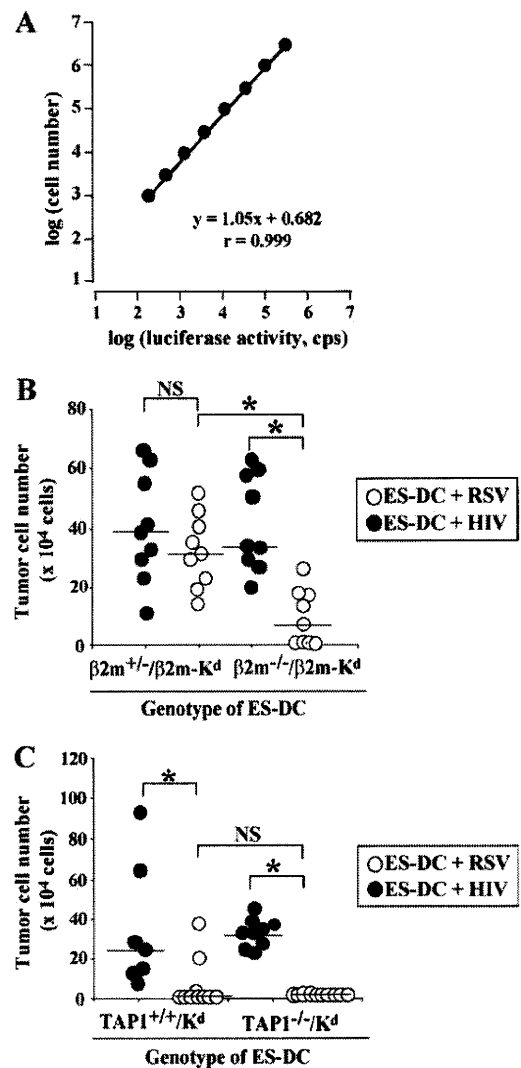 A
7
6
5
4
3
2
1
log (cell number)
y = 1.05x + 0.682
r = 0.999
1 2 3 4 5 6 7
log (luciferase activity, cps)
B
NS
*
*
80
60
40
20
0
Tumor cell number
(x 10⁴ cells)
○ES-DC + RSV
●ES-DC + HIV
β2m⁺/⁻/β2m-Kᵈ β2m⁻/⁻/β2m-Kᵈ
Genotype of ES-DC
C
*
NS
*
120
100
80
60
40
20
0
Tumor cell number
(x 10⁴ cells)
○ES-DC + RSV
●ES-DC + HIV
TAP1⁺/⁺/Kᵈ TAP1⁻/⁻/Kᵈ
Genotype of ES-DC